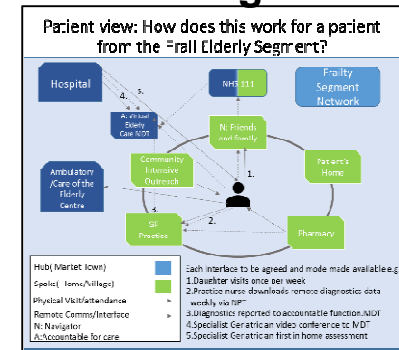 Patient view: How does this work for a patient
from the Frail Elderly Segment?
Hospital
5.
4.
NHS 111
Frailty
Segment
Network
A: Virtual
Elderly
Care MDT
N: Friends
and family
Community
Intensive
Outreach
Patient's
Home
Ambulatory
/Care of the
Elderly
Centre
1.
3.
GP
Practice
2.
Pharmacy
Hub( Market Town)
Spoke( Home/Village)
Physical Visit/attendance
Remote Comms/Interface
N: Navigator
A:Accountable for care
Each interface to be agreed and mode made available e.g
1.Daughter visits once per week
2.Practice nurse downloads remote diagnostics data
weekly via
3.Diagnostics reported to accountable function.MDT
4.Specialist Geriatrician video conference to MDT
5.Specialist Geriatrician first in home assessment